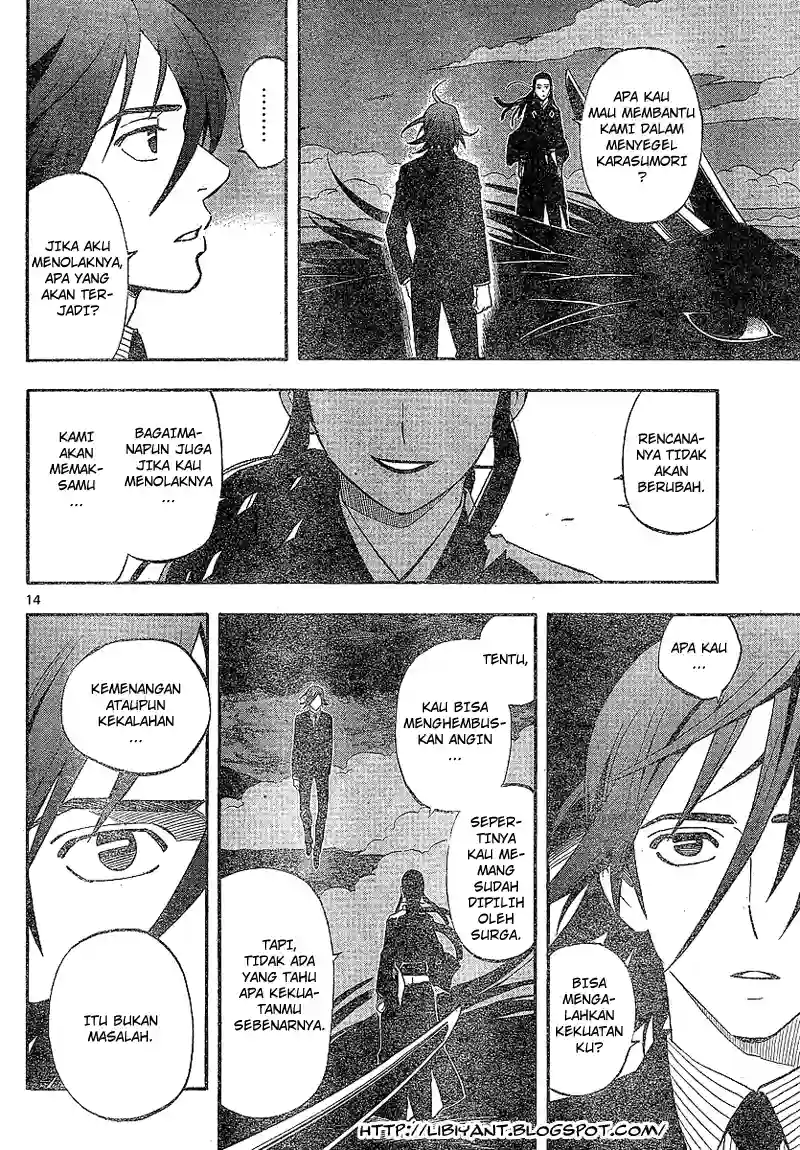 APA KAU
MAU MEMBANTU
KAMI DALAM
MENYEGEL
KARASUMORI
?
.........
JIKA AKU
MENOLAKNYA,
APA YANG
AKAN TER-
JADI?
RENCANA-
NYA TIDAK
AKAN
BERUBAH.
BAGAIMA-
NAPUN JUGA
JIKA KAU
MENOLAKNYA
...
KAMI
AKAN
MEMAK-
SAMU
...
14
APA KAU
...
BISA
MENGA-
LAHKAN
KEKUATAN
KU?
TENTU,
KAU BISA
MENGHEMBUS-
KAN ANGIN
...
SEPER-
TINYA
KAU ME-
MANG
SUDAH
DIPILIH
OLEH
SURGA.
TAPI,
TIDAK ADA
YANG TAHU
APA KEKUA-
TANMU
SEBENARNYA.
KEMENANGAN
ATAUPUN
KEKALAHAN
...
ITU BUKAN
MASALAH.
HTTP://LIBIYANT.BLOGSPOT.COM/